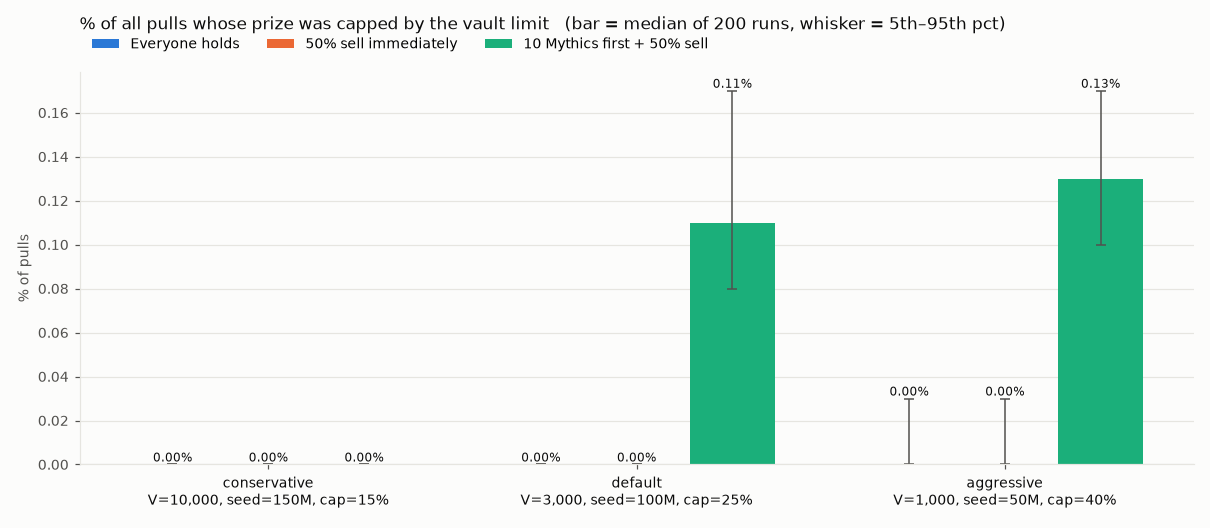 % of all pulls whose prize was capped by the vault limit   (bar = median of 200 runs, whisker = 5th–95th pct)
Everyone holds   50% sell immediately   10 Mythics first + 50% sell
0.11%   0.13%
0.16
0.14
0.12
0.10
0.08
0.06
0.04
0.02
0.00
% of pulls
0.00%   0.00%
0.00%   0.00%   0.00%   0.00%   0.00%
conservative   default   aggressive
V=10,000, seed=150M, cap=15%   V=3,000, seed=100M, cap=25%   V=1,000, seed=50M, cap=40%